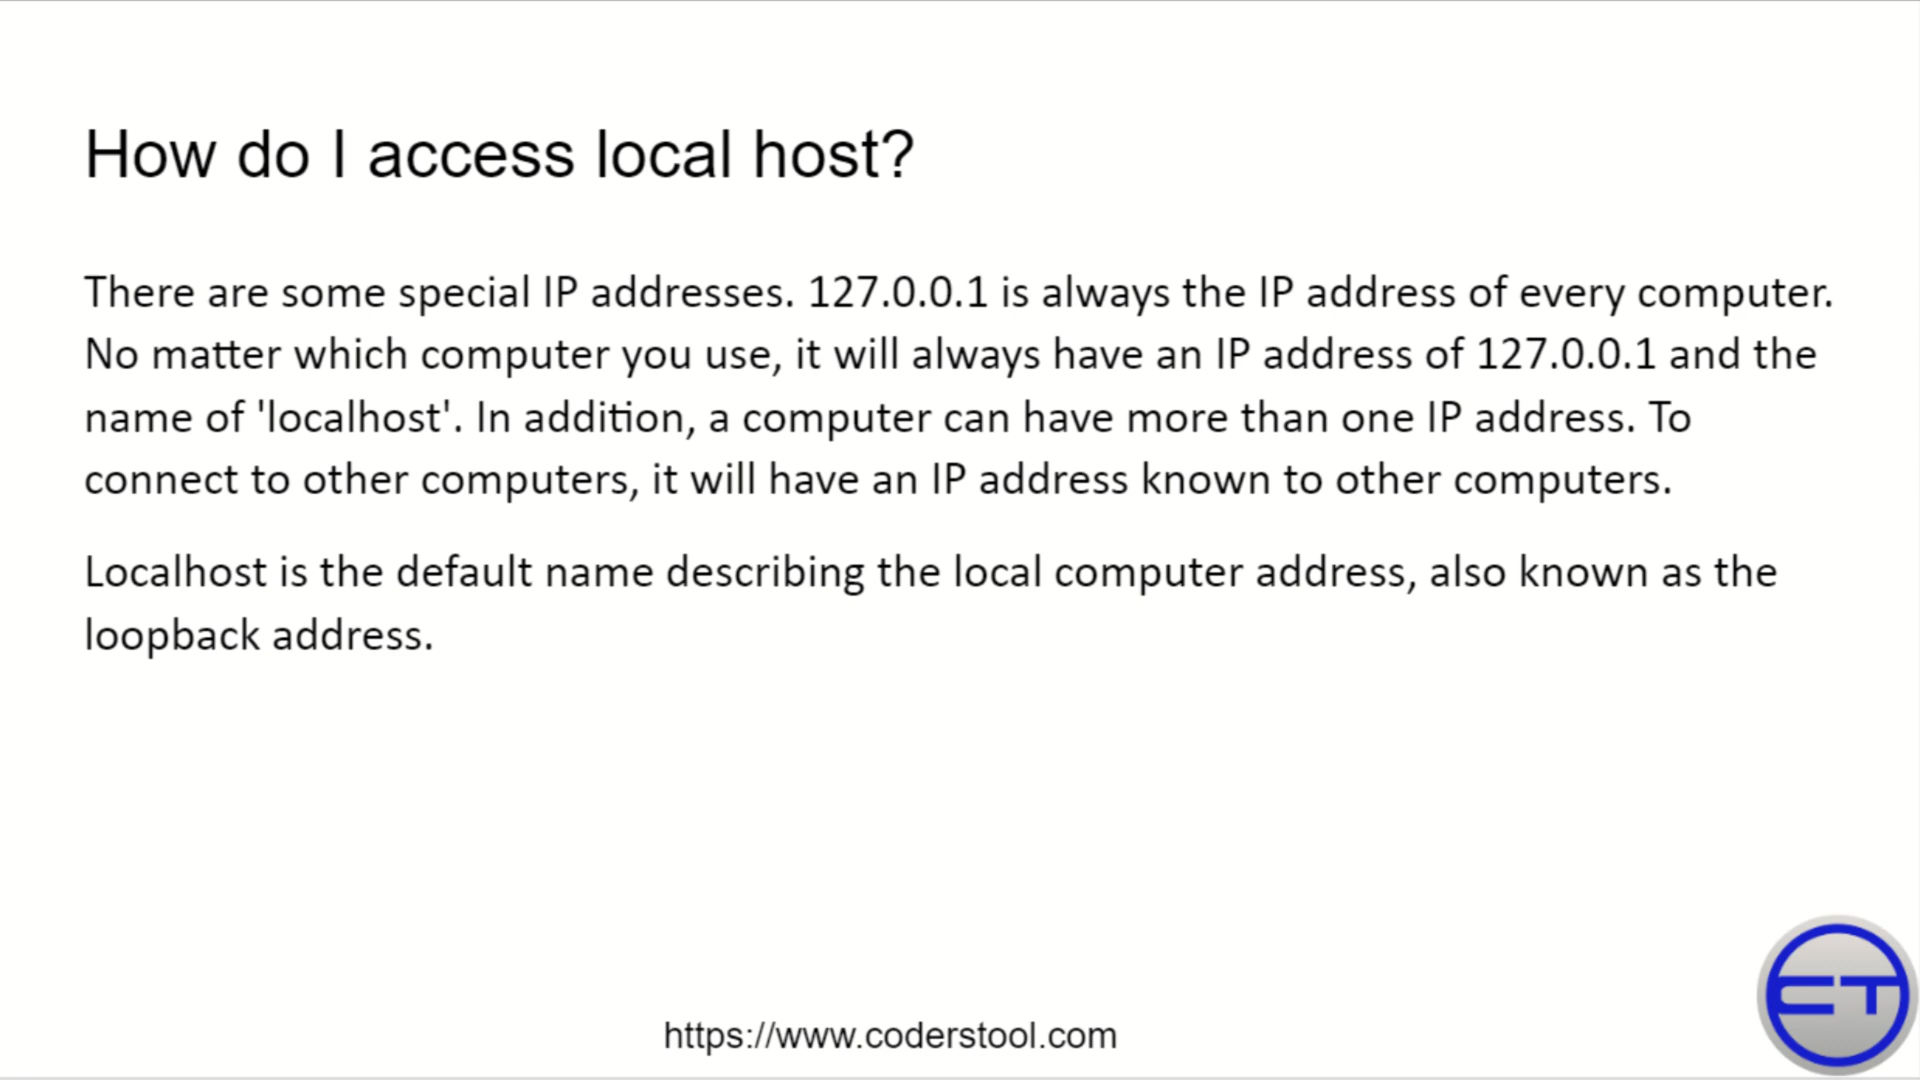 How do I access local host?
There are some special IP addresses. 127.0.0.1 is always the IP address of every computer.
No matter which computer you use, it will always have an IP address of 127.0.0.1 and the
name of 'localhost'. In addition, a computer can have more than one IP address. To
connect to other computers, it will have an IP address known to other computers.
Localhost is the default name describing the local computer address, also known as the
loopback address.
https://www.coderstool.com
CT